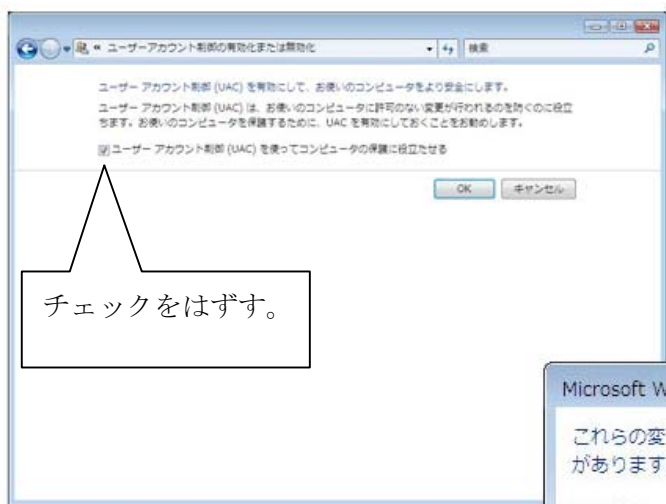 ユーザーアカウント制御の有効化または無効化
検索
ユーザー アカウント制御 (UAC) を有効にして、お使いのコンピュータをより安全にします。
ユーザー アカウント制御 (UAC) は、お使いのコンピュータに許可のない変更が行われるのを防ぐのに役立
ちます。お使いのコンピュータを保護するために、UAC を有効にしておくことをお勧めします。
ユーザー アカウント制御 (UAC) を使ってコンピュータの保護に役立たせる
OK キャンセル
チェックをはずす。
Microsoft W
これらの変
があります